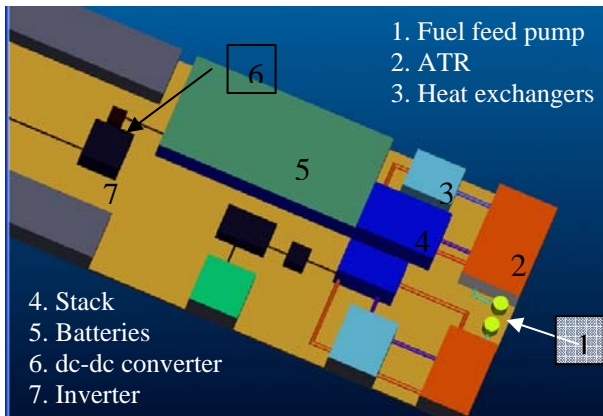 1. Fuel feed pump
2. ATR
3. Heat exchangers
6
5
3
4
7
2
1
4. Stack
5. Batteries
6. dc-dc converter
7. Inverter